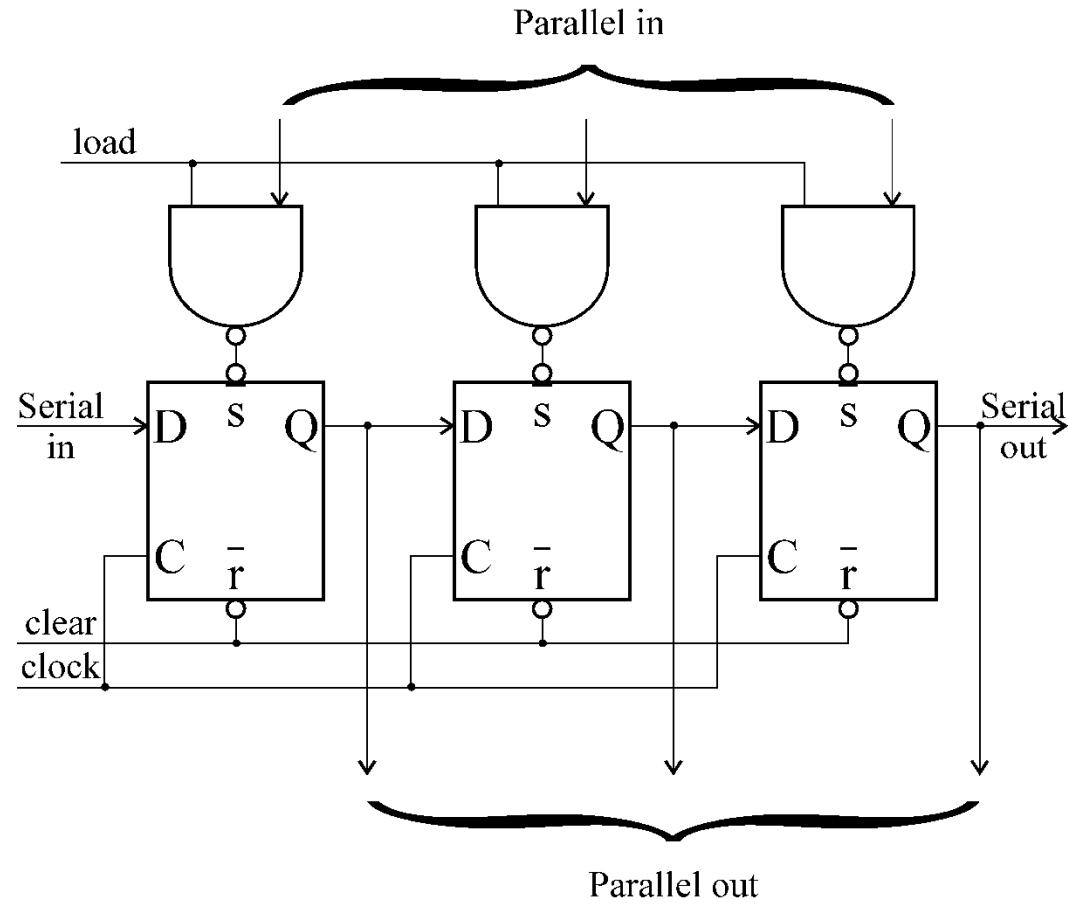 Parallel in
load
Serial in
D
s̅
Q
D
s̅
Q
D
s̅
Q
Serial out
C
r̅
C
r̅
C
r̅
clear
clock
Parallel out